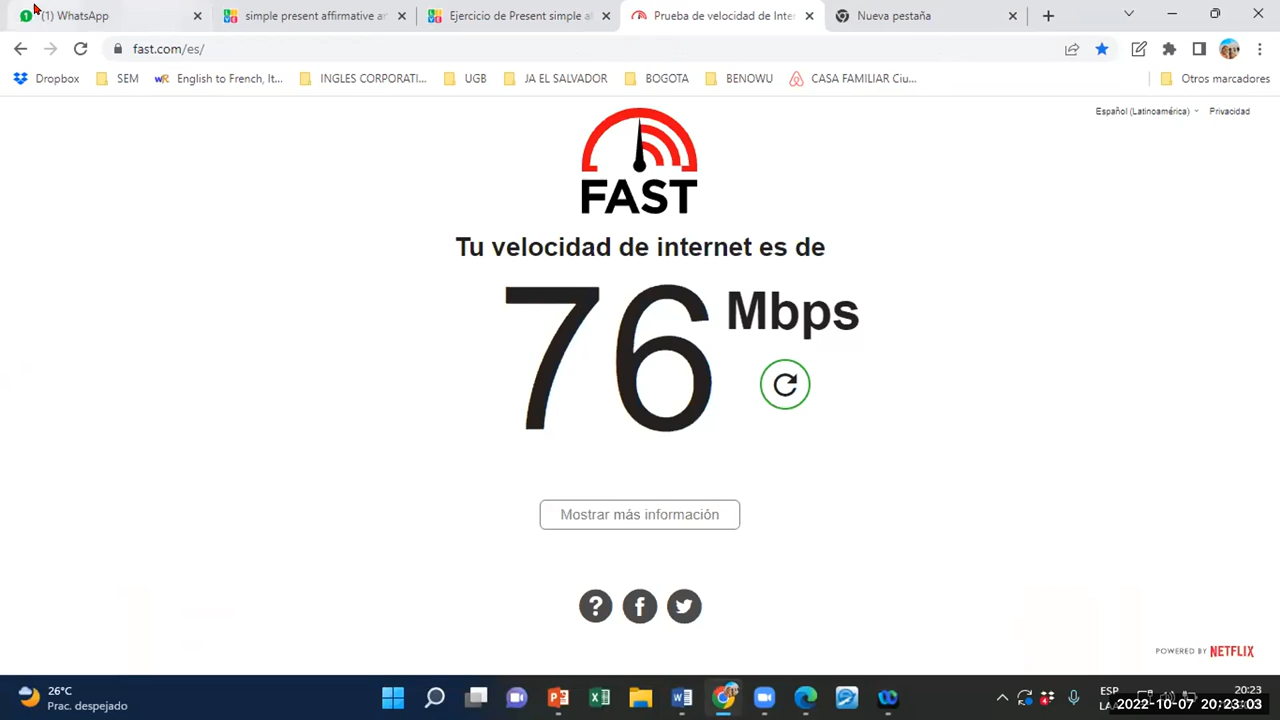 (1) WhatsApp
simple present affirmative ar
Ejercicio de Present simple af
Prueba de velocidad de Inter
Nueva pestaña
fast.com/es/
Dropbox
SEM
English to French, It...
INGLES CORPORATI...
UGB
JA EL SALVADOR
BOGOTA
BENOWU
CASA FAMILIAR Ciu...
Otros marcadores
Español (Latinoamérica)
Privacidad
FAST
Tu velocidad de internet es de
76 Mbps
Mostrar más información
POWERED BY NETFLIX
26°C
Prac. despejado
ESP
20:23
2022-10-07 20:23:03